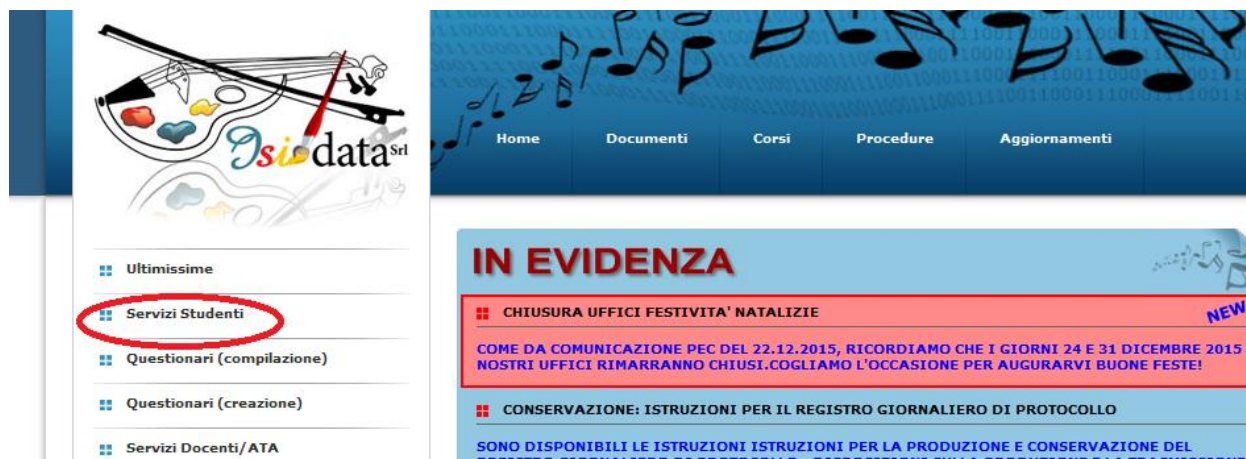 Isidata Srl
Home Documenti Corsi Procedure Aggiornamenti
Ultimissime
Servizi Studenti
Questionari (compilazione)
Questionari (creazione)
Servizi Docenti/ATA
IN EVIDENZA
CHIUSURA UFFICI FESTIVITA' NATALIZIE
NEW
COME DA COMUNICAZIONE PEC DEL 22.12.2015, RICORDIAMO CHE I GIORNI 24 E 31 DICEMBRE 2015
NOSTRI UFFICI RIMARRANNO CHIUSI.COGLIAMO L'OCCASIONE PER AUGURARVI BUONE FESTE!
CONSERVAZIONE: ISTRUZIONI PER IL REGISTRO GIORNALIERO DI PROTOCOLLO
SONO DISPONIBILI LE ISTRUZIONI ISTRUZIONI PER LA PRODUZIONE E CONSERVAZIONE DEL